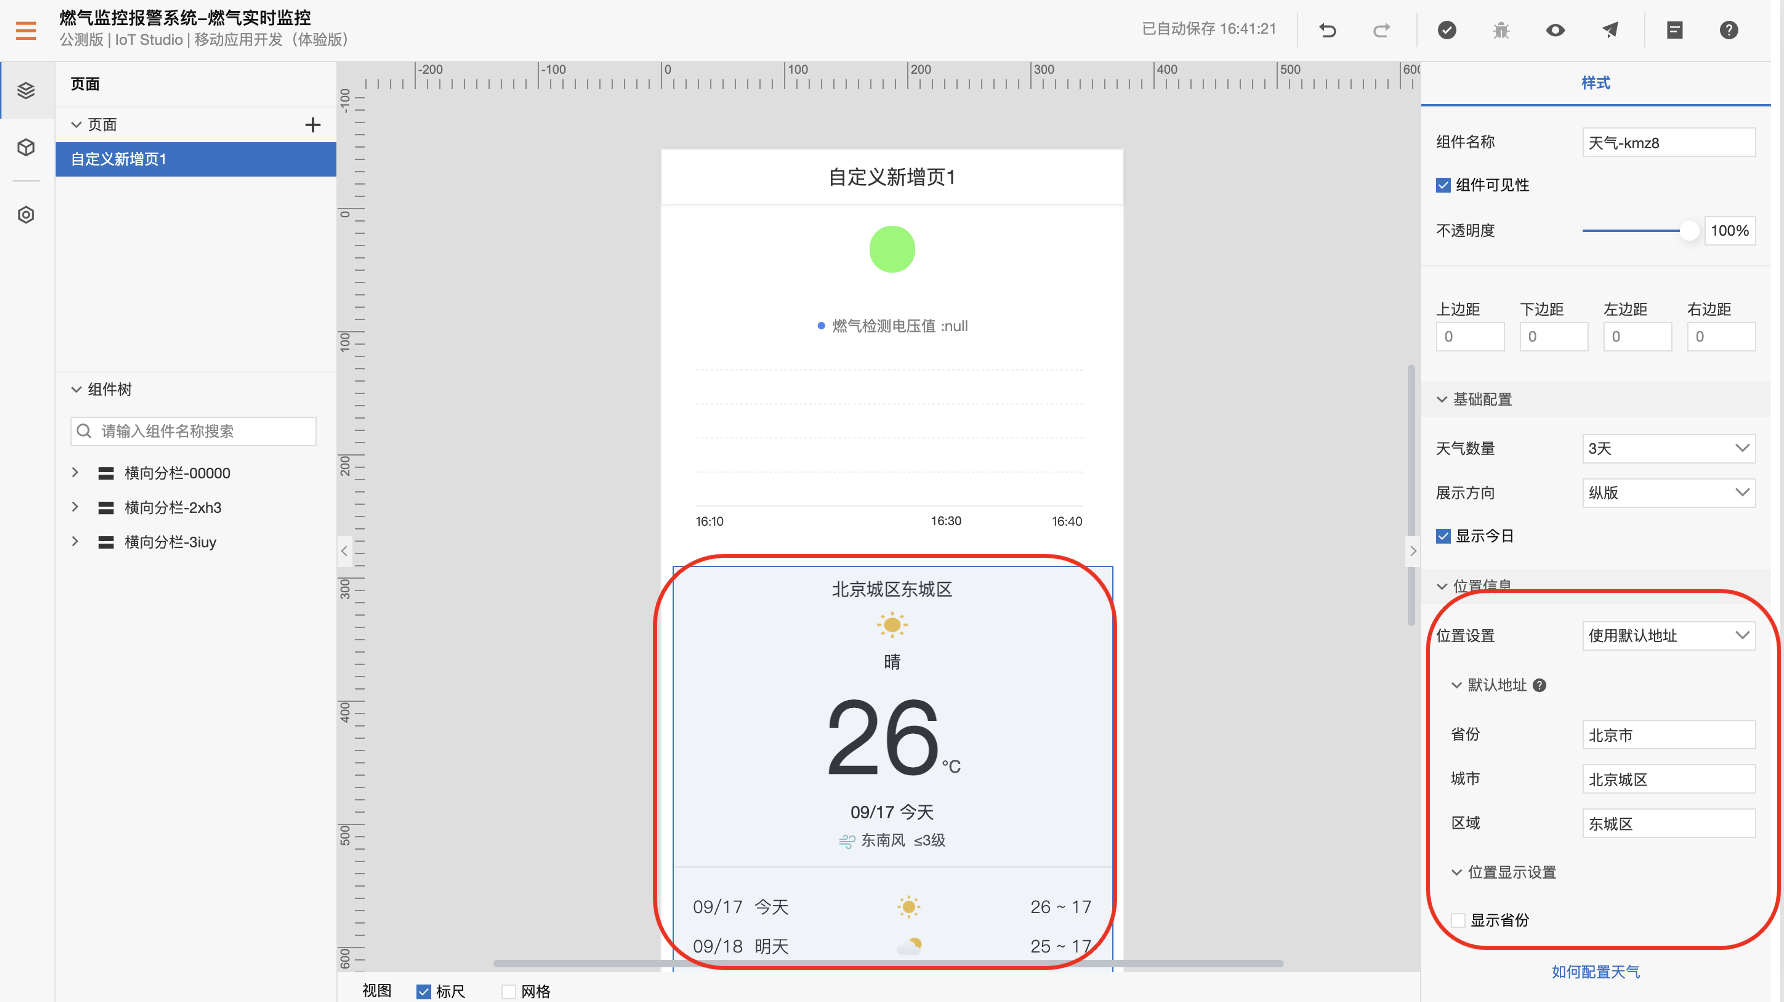 燃气监控报警系统-燃气实时监控
公测版 | IoT Studio | 移动应用开发（体验版）
已自动保存 16:41:21
页面
页面
自定义新增页1
组件树
请输入组件名称搜索
横向分栏-00000
横向分栏-2xh3
横向分栏-3iuy
-200 -100 0 100 200 300 400 500 600
-100
0
100
200
300
400
500
600
自定义新增页1
燃气检测电压值 :null
16:10 16:30 16:40
北京城区东城区
晴
26°C
09/17 今天
东南风 ≤3级
09/17 今天 26 ~ 17
09/18 明天 25 ~ 17
视图 标尺 网格
样式
组件名称 天气-kmz8
组件可见性
不透明度 100%
上边距 下边距 左边距 右边距
0 0 0 0
基础配置
天气数量 3天
展示方向 纵版
显示今日
位置信息
位置设置 使用默认地址
默认地址
省份 北京市
城市 北京城区
区域 东城区
位置显示设置
显示省份
如何配置天气